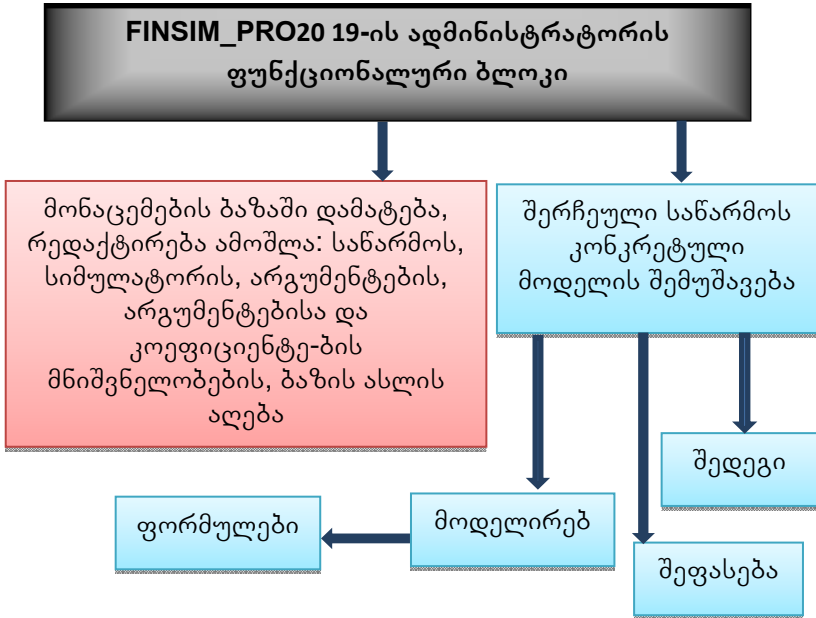 FINSIM_PRO20 19-ის ადმინისტრატორის
ფუნქციონალური ბლოკი
მონაცემების ბაზაში დამატება,
რედაქტირება ამოშლა: საწარმოს,
სიმულატორის, არგუმენტების,
არგუმენტებისა და
კოეფიციენტე-ბის
მნიშვნელობების, ბაზის ასლის
აღება
შერჩეული საწარმოს
კონკრეტული
მოდელის შემუშავება
შედეგი
ფორმულები
მოდელირებ
შეფასება